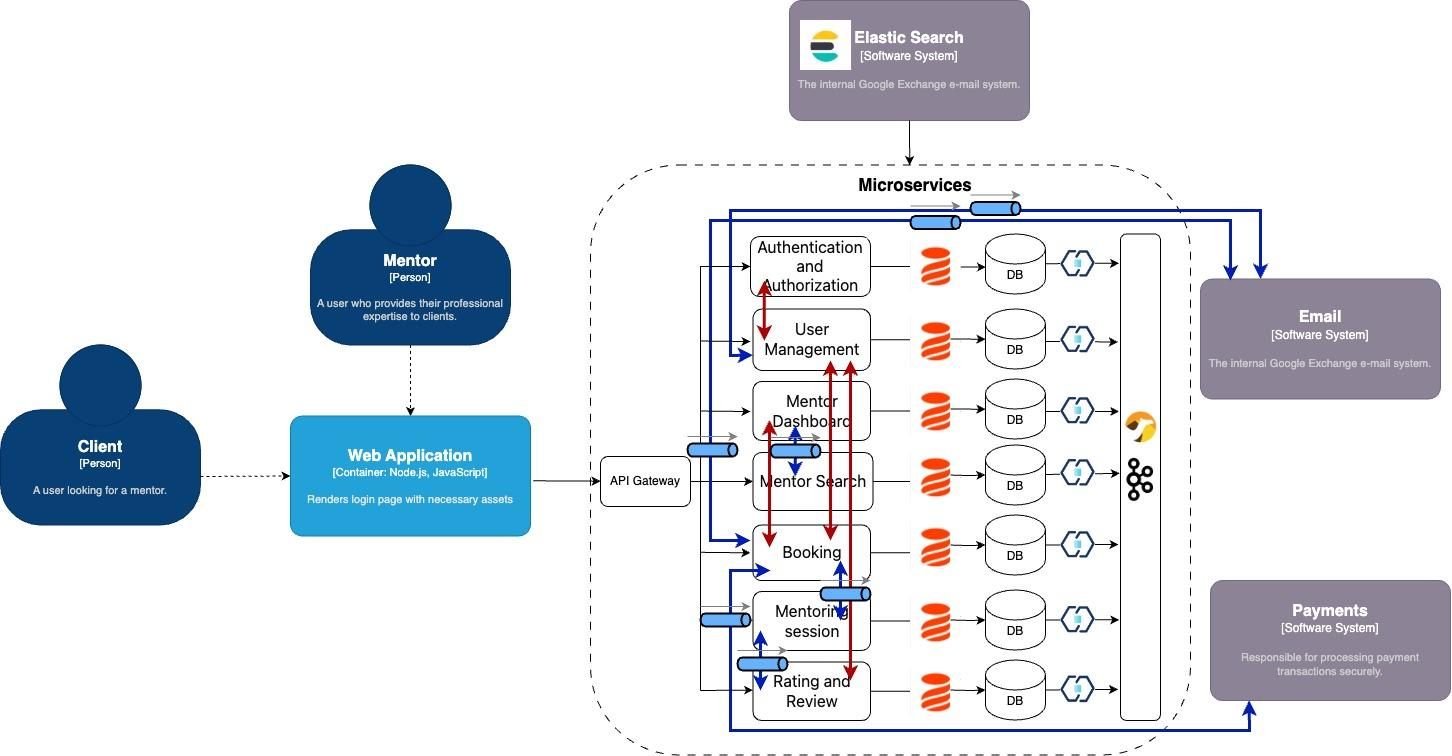 Elastic Search
[Software System]
The internal Google Exchange e-mail system.
Microservices
Mentor
[Person]
A user who provides their professional
expertise to clients.
Client
[Person]
A user looking for a mentor.
Web Application
[Container: Node.js, JavaScript]
Renders login page with necessary assets
API Gateway
Authentication
and
Authorization
DB
User
Management
DB
Mentor
Dashboard
DB
Mentor Search
DB
Booking
DB
Mentoring
session
DB
Rating and
Review
DB
Email
[Software System]
The internal Google Exchange e-mail system.
Payments
[Software System]
Responsible for processing payment
transactions securely.